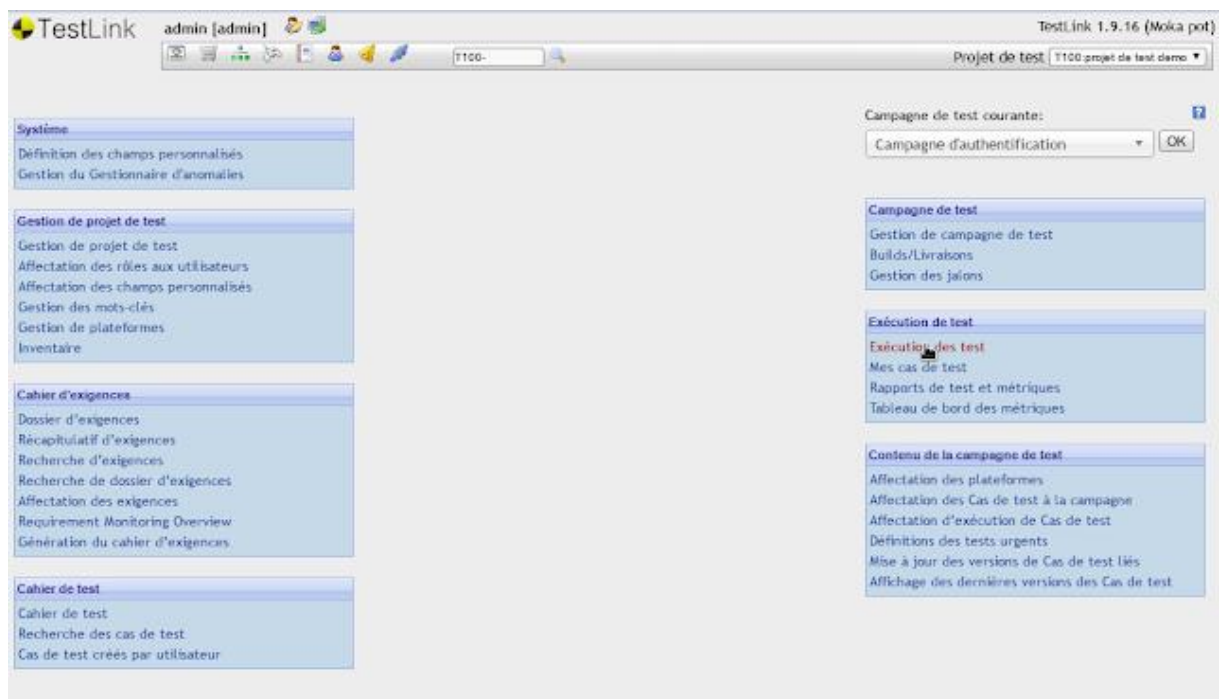 TestLink admin [admin] TestLink 1.9.16 (Moka pot)
T100- Projet de test T100:projet de test demo
Système
Définition des champs personnalisés
Gestion du Gestionnaire d'anomalies
Gestion de projet de test
Gestion de projet de test
Affectation des rôles aux utilisateurs
Affectation des champs personnalisés
Gestion des mots-clés
Gestion de plateformes
Inventaire
Cahier d'exigences
Dossier d'exigences
Récapitulatif d'exigences
Recherche d'exigences
Recherche de dossier d'exigences
Affectation des exigences
Requirement Monitoring Overview
Génération du cahier d'exigences
Cahier de test
Cahier de test
Recherche des cas de test
Cas de test créés par utilisateur
Campagne de test courante:
Campagne d'authentification OK
Campagne de test
Gestion de campagne de test
Builds/Livraisons
Gestion des jalons
Exécution de test
Exécution des test
Mes cas de test
Rapports de test et métriques
Tableau de bord des métriques
Contenu de la campagne de test
Affectation des plateformes
Affectation des Cas de test à la campagne
Affectation d'exécution de Cas de test
Définitions des tests urgents
Mise à jour des versions de Cas de test liés
Affichage des dernières versions des Cas de test